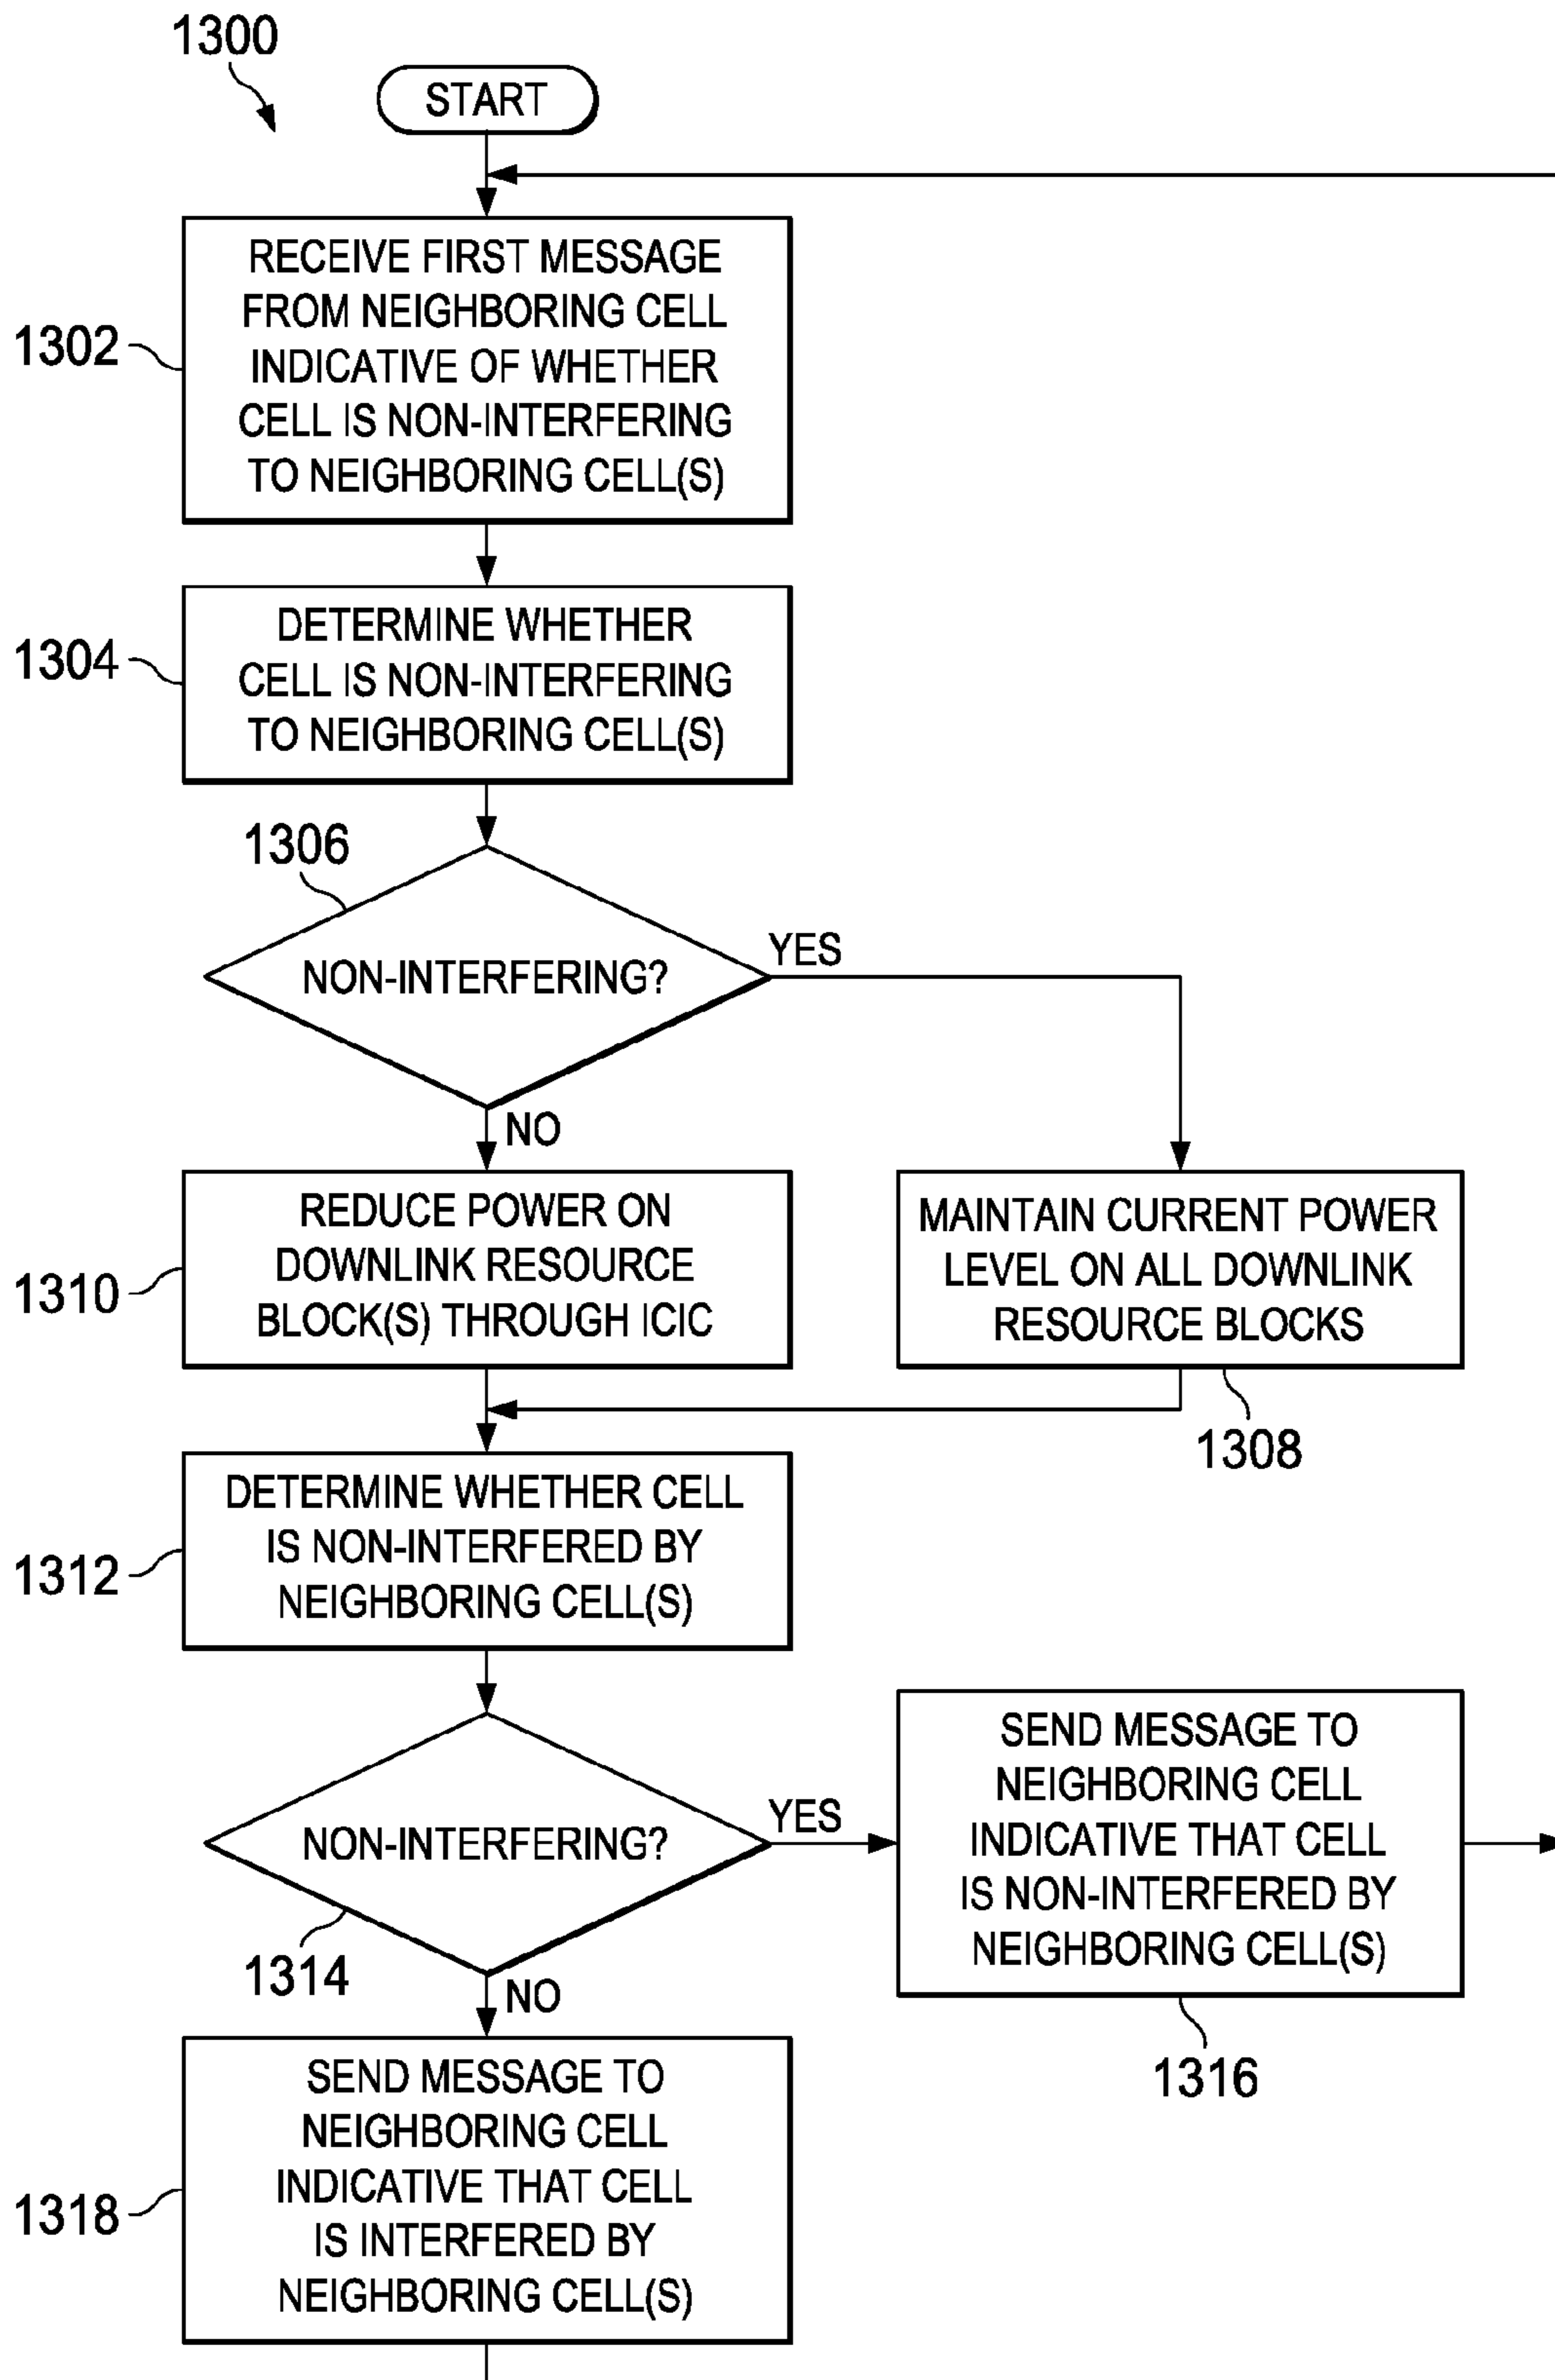 1300
START
RECEIVE FIRST MESSAGE
FROM NEIGHBORING CELL
INDICATIVE OF WHETHER
CELL IS NON-INTERFERING
TO NEIGHBORING CELL(S)
1302
DETERMINE WHETHER
CELL IS NON-INTERFERING
TO NEIGHBORING CELL(S)
1304
1306
NON-INTERFERING?
YES
NO
REDUCE POWER ON
DOWNLINK RESOURCE
BLOCK(S) THROUGH ICIC
1310
MAINTAIN CURRENT POWER
LEVEL ON ALL DOWNLINK
RESOURCE BLOCKS
1308
DETERMINE WHETHER CELL
IS NON-INTERFERED BY
NEIGHBORING CELL(S)
1312
NON-INTERFERING?
YES
1314
NO
SEND MESSAGE TO
NEIGHBORING CELL
INDICATIVE THAT CELL
IS NON-INTERFERED BY
NEIGHBORING CELL(S)
1316
SEND MESSAGE TO
NEIGHBORING CELL
INDICATIVE THAT CELL
IS INTERFERED BY
NEIGHBORING CELL(S)
1318